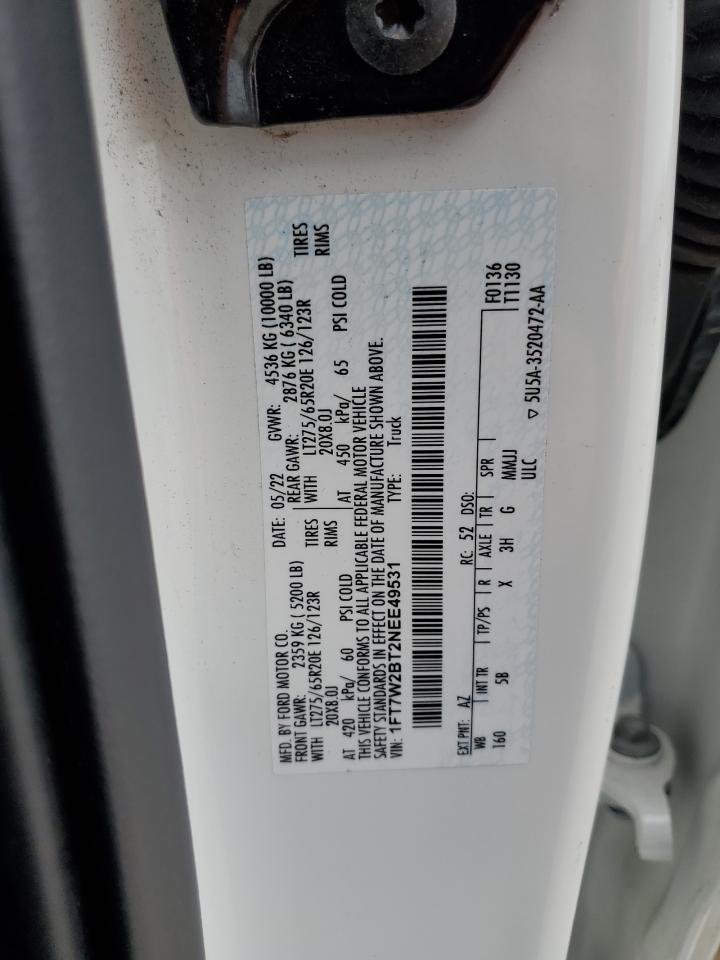 MFD. BY FORD MOTOR CO.
DATE: 05/22 GVWR: 4536 KG (10000 LB)
FRONT GAWR: 2359 KG ( 5200 LB) REAR GAWR: 2876 KG ( 6340 LB)
WITH LT275/65R20E 126/123R TIRES WITH LT275/65R20E 126/123R TIRES
20X8.0J RIMS 20X8.0J RIMS
AT 420 kPa/ 60 PSI COLD AT 450 kPa/ 65 PSI COLD
THIS VEHICLE CONFORMS TO ALL APPLICABLE FEDERAL MOTOR VEHICLE
SAFETY STANDARDS IN EFFECT ON THE DATE OF MANUFACTURE SHOWN ABOVE.
VIN: 1FT7W2BT2NEE49531 TYPE: Truck
EXT PNT: AZ RC: 52 DSO:
WB INT TR TP/PS R AXLE TR SPR F0136
160 5B X 3H G MMJJ T1130
ULC ▽ 5U5A-3520472-AA